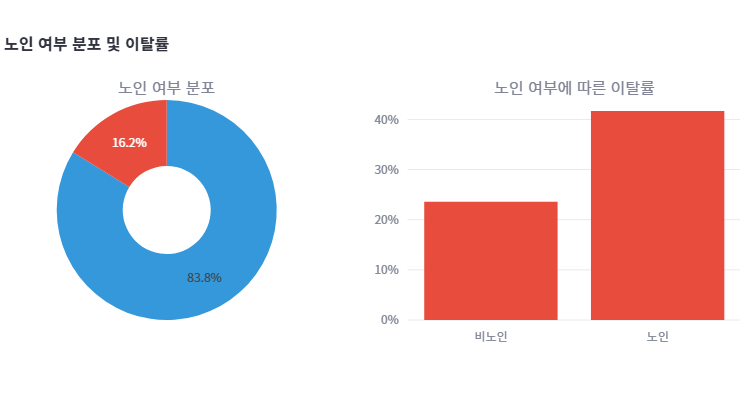 노인 여부 분포 및 이탈률
노인 여부 분포
16.2%
83.8%
노인 여부에 따른 이탈률
40%
30%
20%
10%
0%
비노인
노인